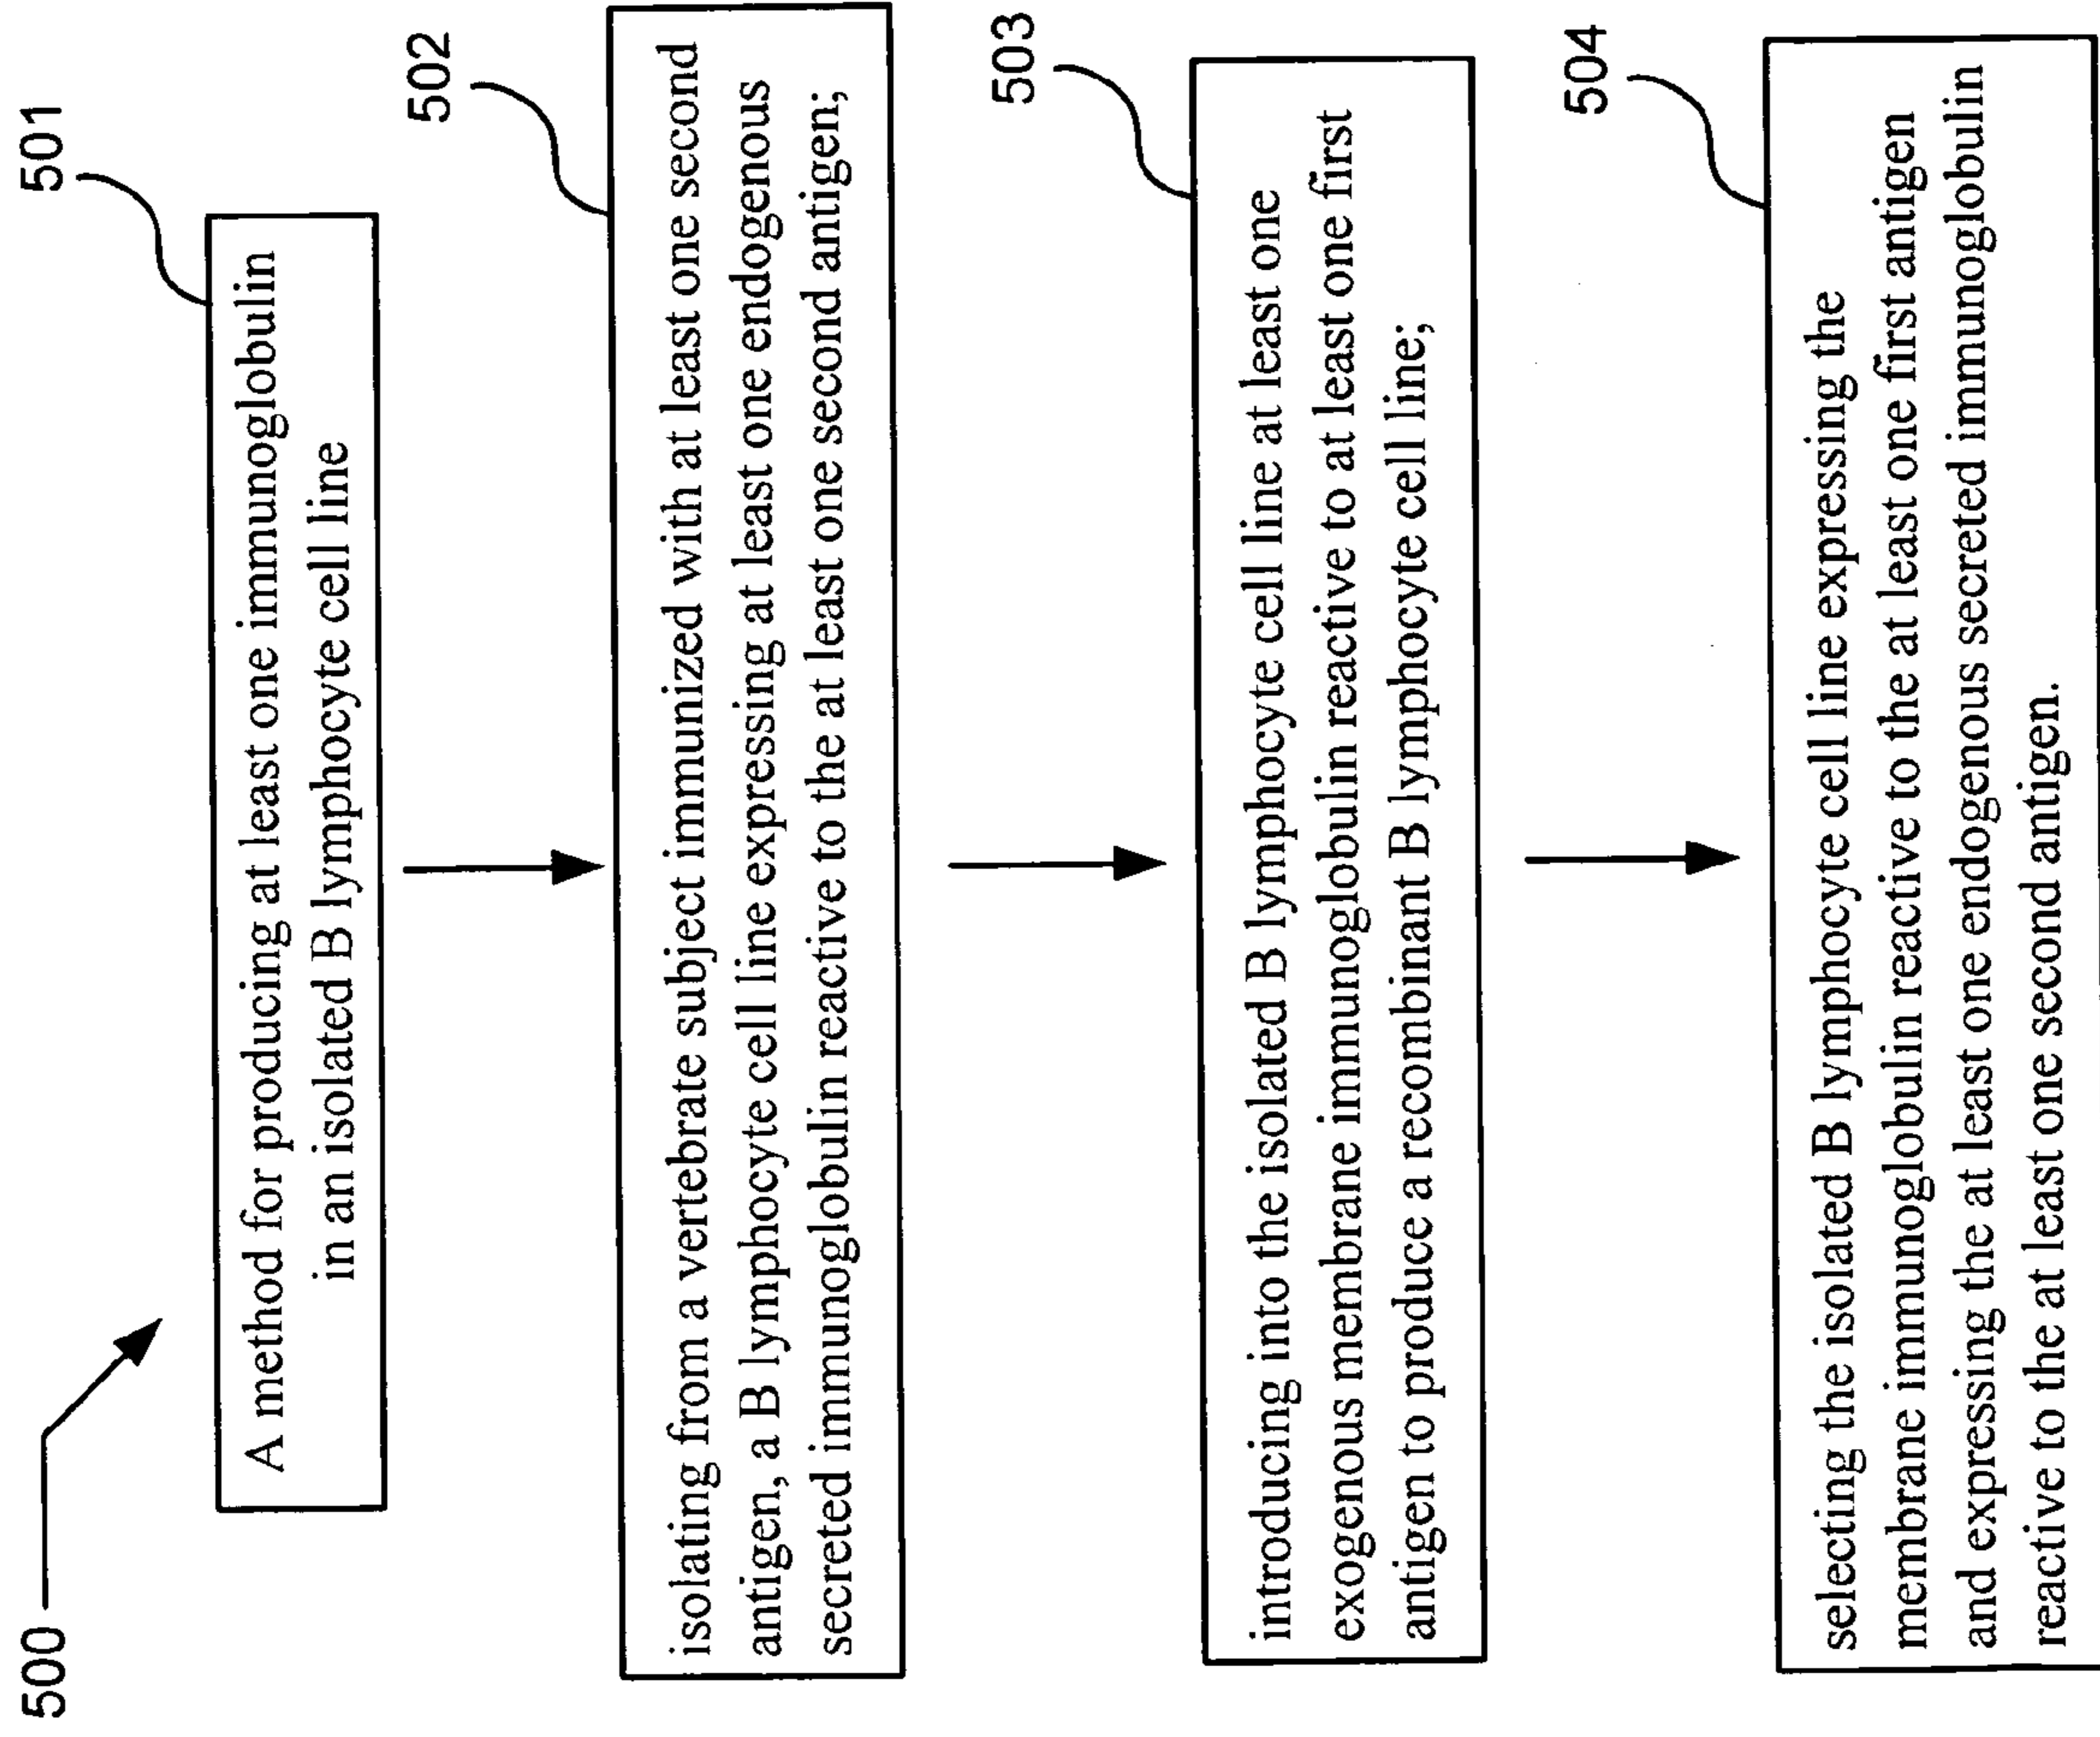 500
501
A method for producing at least one immunoglobulin
in an isolated B lymphocyte cell line
502
isolating from a vertebrate subject immunized with at least one second
antigen, a B lymphocyte cell line expressing at least one endogenous
secreted immunoglobulin reactive to the at least one second antigen;
503
introducing into the isolated B lymphocyte cell line at least one
exogenous membrane immunoglobulin reactive to at least one first
antigen to produce a recombinant B lymphocyte cell line;
504
selecting the isolated B lymphocyte cell line expressing the
membrane immunoglobulin reactive to the at least one first antigen
and expressing the at least one endogenous secreted immunoglobulin
reactive to the at least one second antigen.